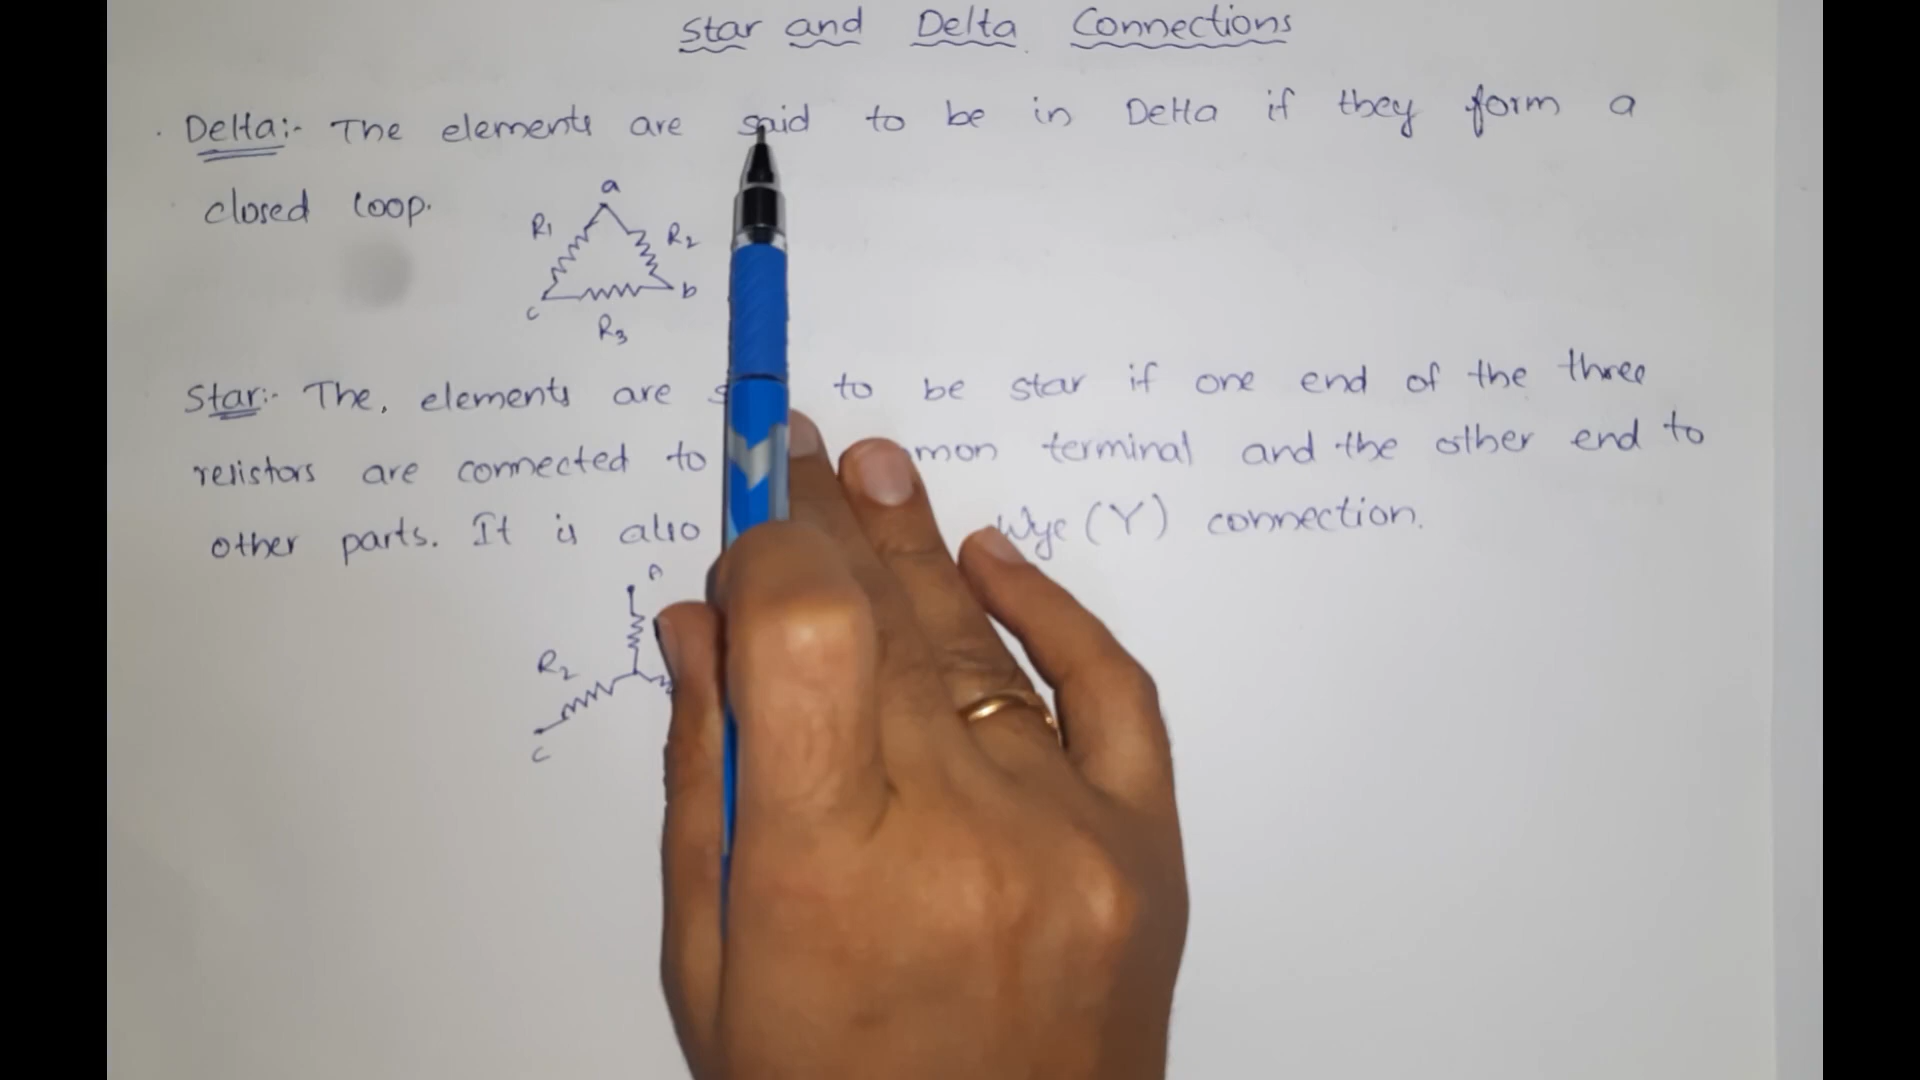 Star and Delta Connections
Delta:- The elements are said to be in Delta if they form a
closed loop.
a
R1
R2
c
b
R3
Star:- The, elements are to be star if one end of the three
resistors are connected to terminal and the other end to
other parts. It is also Wye (Y) connection.
A
R2
c